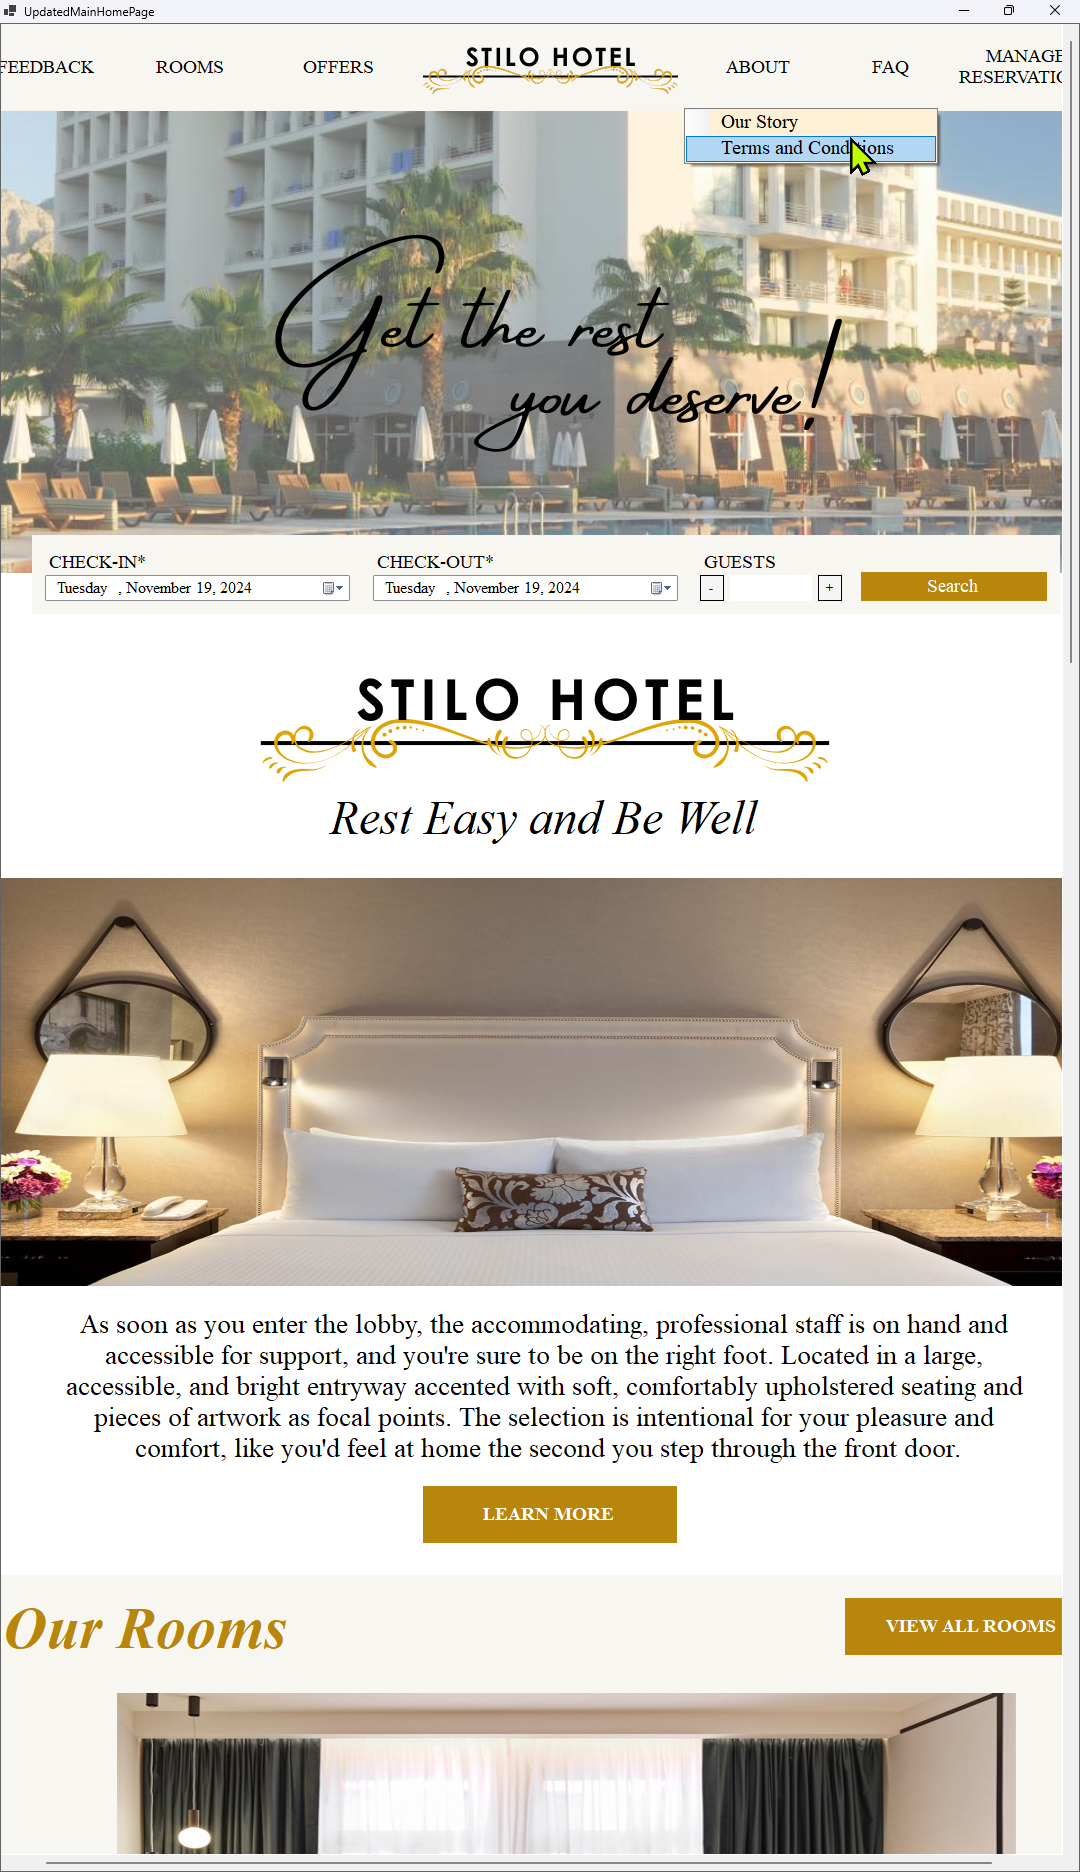 UpdatedMainHomePage
FEEDBACK
ROOMS
OFFERS
STILO HOTEL
ABOUT
FAQ
MANAGE
RESERVATIO
Our Story
Terms and Conditions
Get the rest
you deserve!
CHECK-IN*
CHECK-OUT*
GUESTS
Tuesday , November 19, 2024
Tuesday , November 19, 2024
-
+
Search
STILO HOTEL
Rest Easy and Be Well
As soon as you enter the lobby, the accommodating, professional staff is on hand and
accessible for support, and you're sure to be on the right foot. Located in a large,
accessible, and bright entryway accented with soft, comfortably upholstered seating and
pieces of artwork as focal points. The selection is intentional for your pleasure and
comfort, like you'd feel at home the second you step through the front door.
LEARN MORE
Our Rooms
VIEW ALL ROOMS